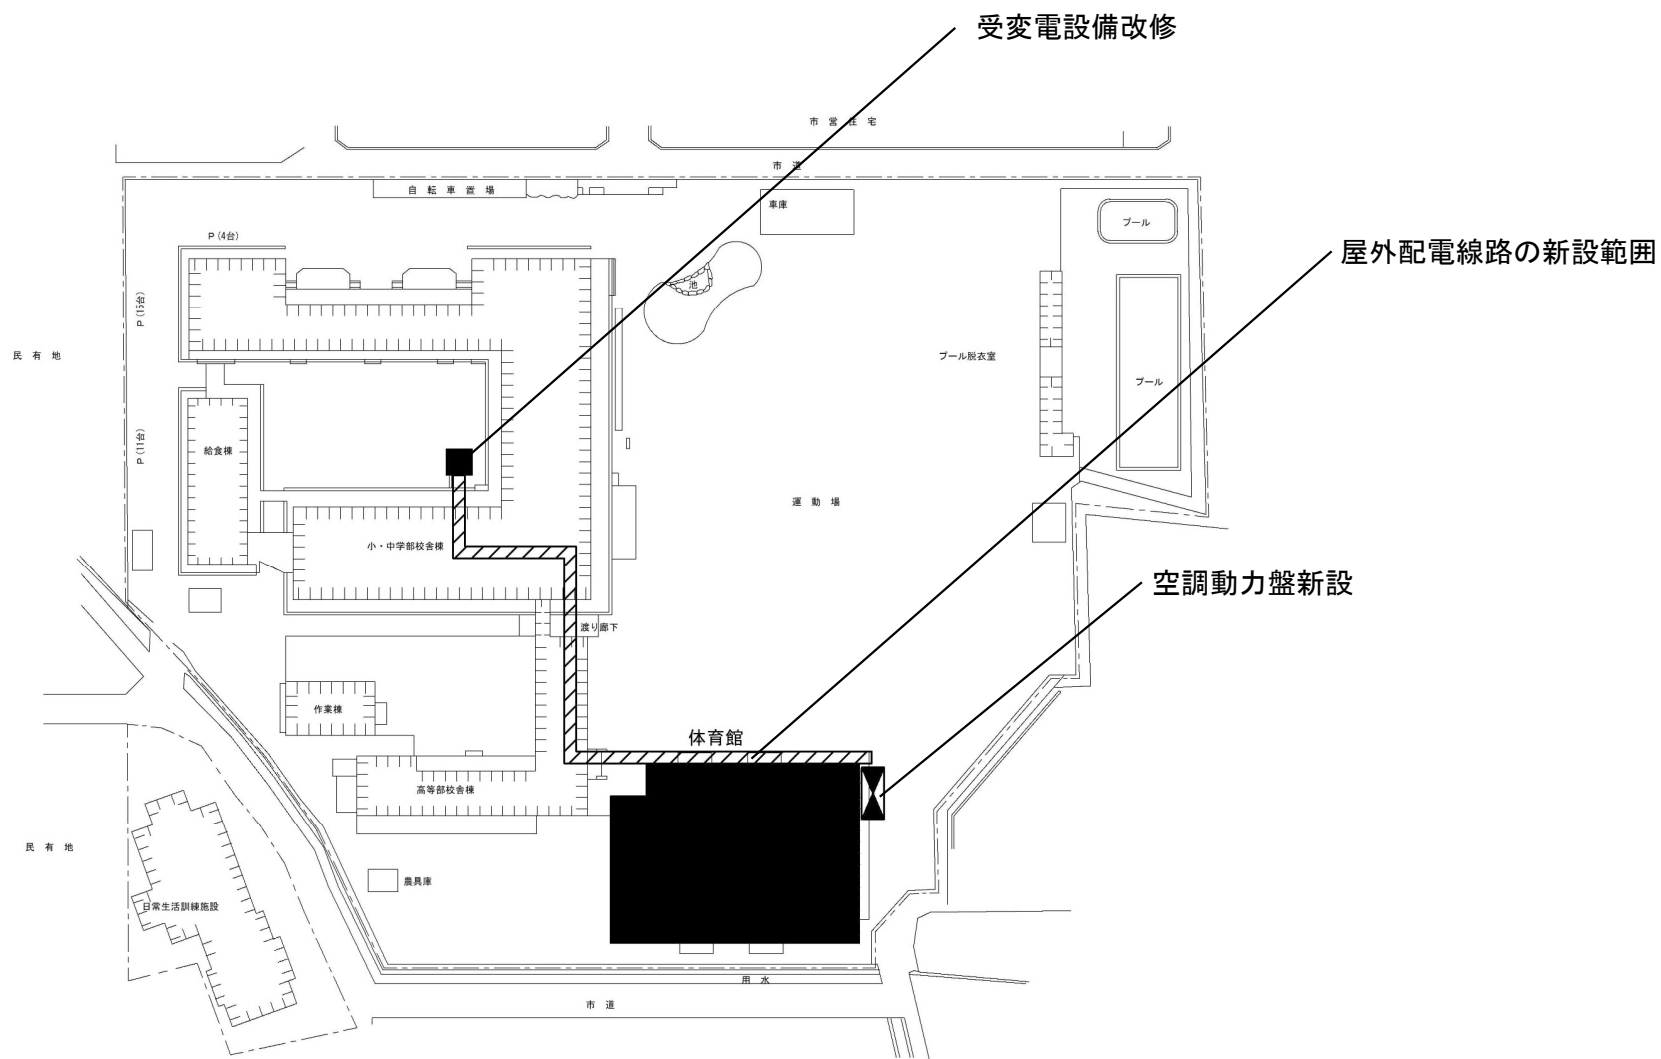 受変電設備改修
市営住宅
市道
自転車置場
車庫
プール
P(4台)
屋外配電線路の新設範囲
池
P(15台)
民有地
プール脱衣室
プール
P(11台)
給食棟
運動場
小・中学部校舎棟
空調動力盤新設
渡り廊下
作業棟
体育館
高等部校舎棟
民有地
農具庫
日常生活訓練施設
用水
市道